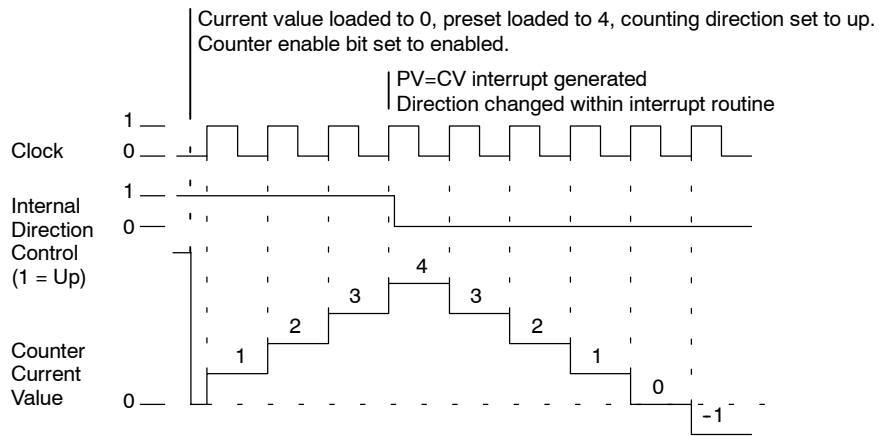 Current value loaded to 0, preset loaded to 4, counting direction set to up.
Counter enable bit set to enabled.
PV=CV interrupt generated
Direction changed within interrupt routine
1
Clock
0
1
Internal
Direction
0
Control
(1 = Up)
4
3
3
2
2
1
1
Counter
Current
Value
0
0
-1